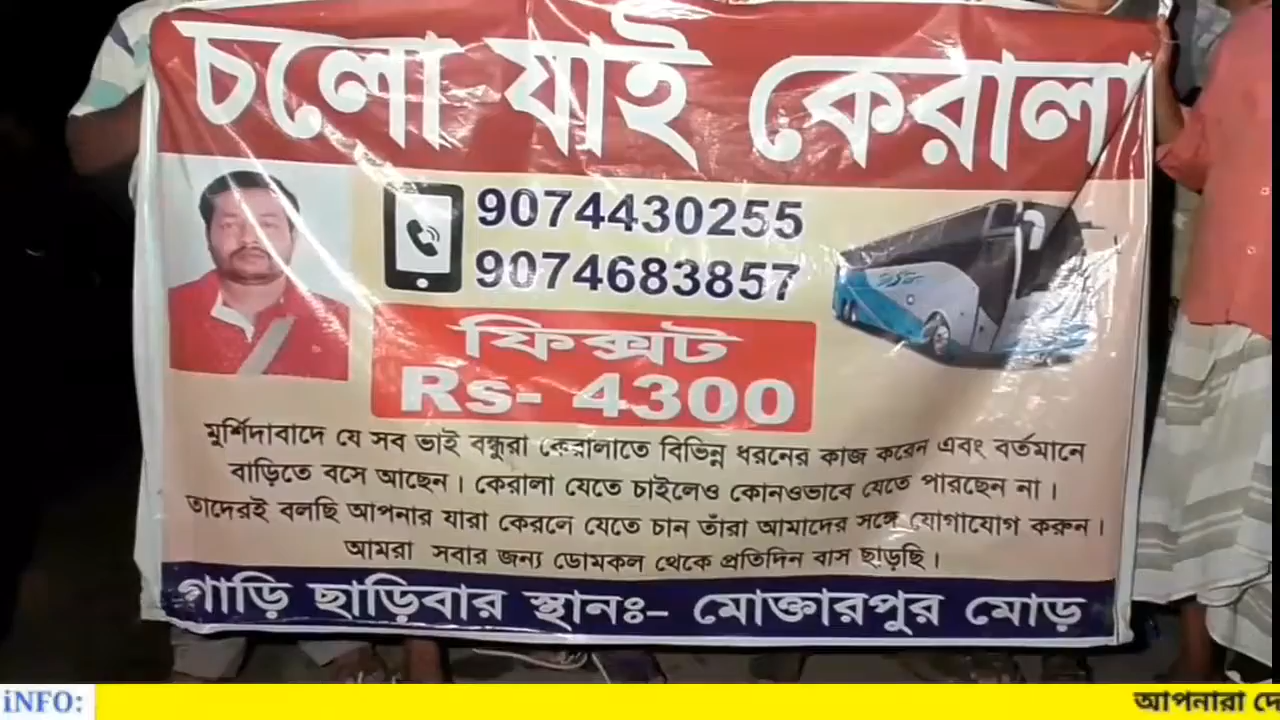 চলো যাই কেরালা
9074430255
9074683857
ফিক্সট
Rs- 4300
মুর্শিদাবাদে যে সব ভাই বন্ধুরা কেরালাতে বিভিন্ন ধরনের কাজ করেন এবং বর্তমানে
বাড়িতে বসে আছেন। কেরালা যেতে চাইলেও কোনওভাবে যেতে পারছেন না।
তাদেরই বলছি আপনার যারা কেরলে যেতে চান তাঁরা আমাদের সঙ্গে যোগাযোগ করুন।
আমরা সবার জন্য ডোমকল থেকে প্রতিদিন বাস ছাড়ছি।
গাড়ি ছাড়িবার স্থানঃ- মোক্তারপুর মোড়
iNFO:
আপনারা দে